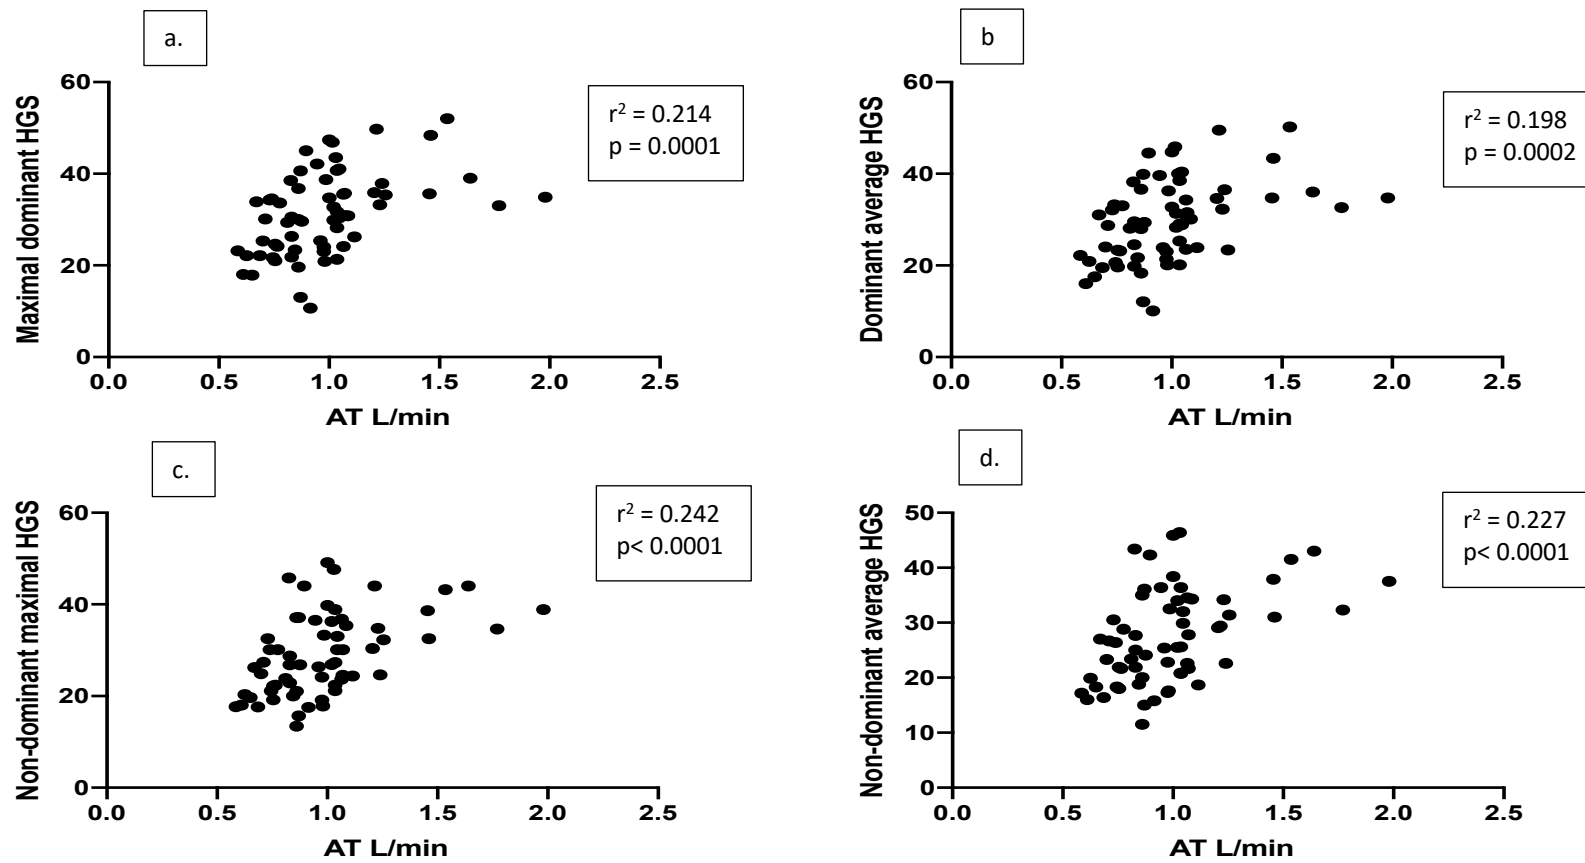 a.
r² = 0.214
p = 0.0001
Maximal dominant HGS
60
40
20
0
0.0 0.5 1.0 1.5 2.0 2.5
AT L/min
b
r² = 0.198
p = 0.0002
Dominant average HGS
60
40
20
0
0.0 0.5 1.0 1.5 2.0 2.5
AT L/min
c.
r² = 0.242
p< 0.0001
Non-dominant maximal HGS
60
40
20
0
0.0 0.5 1.0 1.5 2.0 2.5
AT L/min
d.
r² = 0.227
p< 0.0001
Non-dominant average HGS
50
40
30
20
10
0
0.0 0.5 1.0 1.5 2.0 2.5
AT L/min